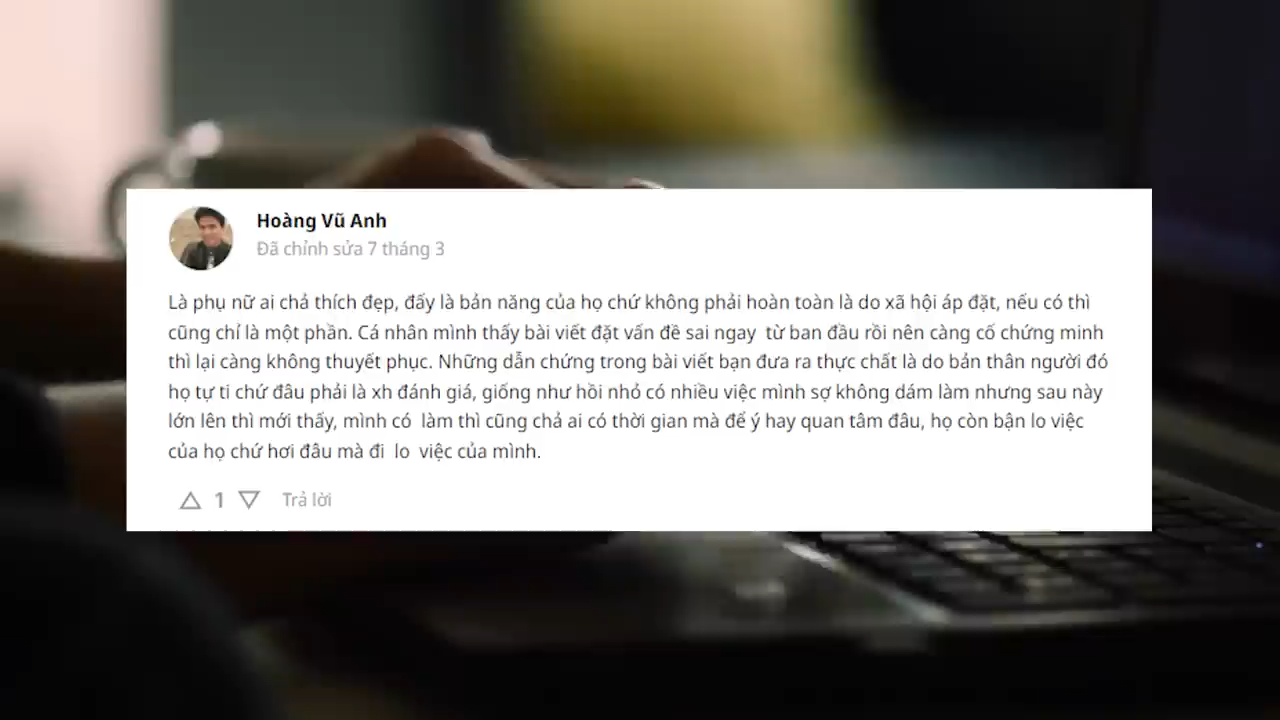 Hoàng Vũ Anh
Đã chỉnh sửa 7 tháng 3
Là phụ nữ ai chả thích đẹp, đấy là bản năng của họ chứ không phải hoàn toàn là do xã hội áp đặt, nếu có thì
cũng chỉ là một phần. Cá nhân mình thấy bài viết đặt vấn đề sai ngay  từ ban đầu rồi nên càng cố chứng minh
thì lại càng không thuyết phục. Những dẫn chứng trong bài viết bạn đưa ra thực chất là do bản thân người đó
họ tự ti chứ đâu phải là xh đánh giá, giống như hồi nhỏ có nhiều việc mình sợ không dám làm nhưng sau này
lớn lên thì mới thấy, mình có  làm thì cũng chả ai có thời gian mà để ý hay quan tâm đâu, họ còn bận lo việc
của họ chứ hơi đâu mà đi  lo  việc của mình.
1 Trả lời